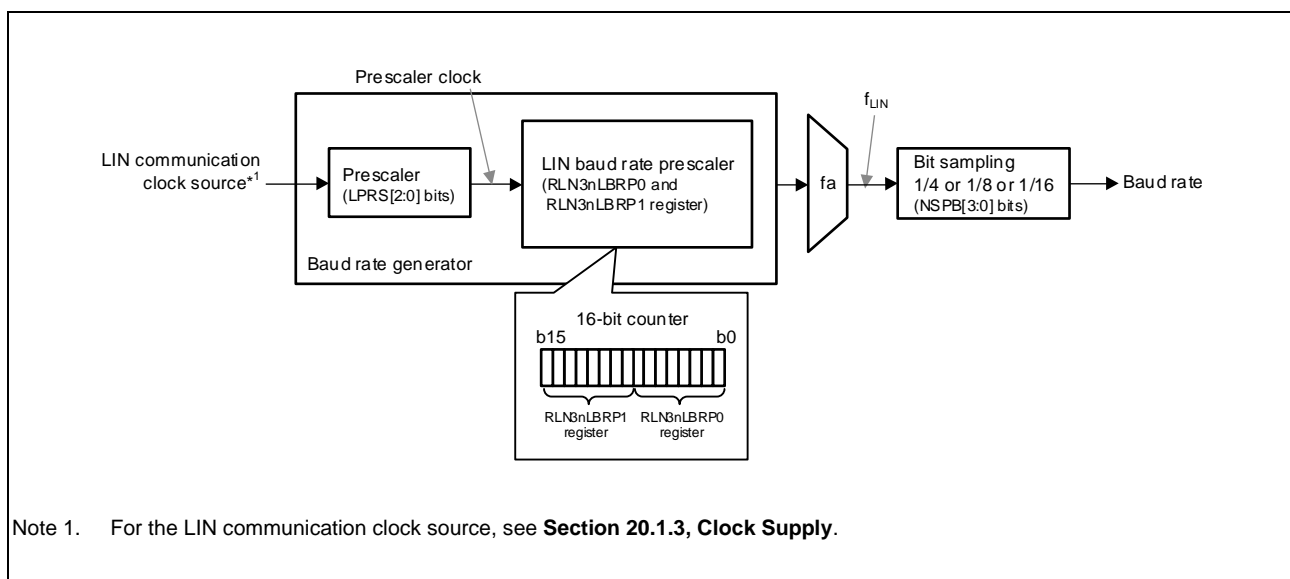 Prescaler clock
f_LIN
LIN communication
clock source*1
Prescaler
(LPRS[2:0] bits)
LIN baud rate prescaler
(RLN3nLBRP0 and
RLN3nLBRP1 register)
fa
Bit sampling
1/4 or 1/8 or 1/16
(NSPB[3:0] bits)
Baud rate
Baud rate generator
16-bit counter
b15 b0
RLN3nLBRP1
register
RLN3nLBRP0
register
Note 1. For the LIN communication clock source, see Section 20.1.3, Clock Supply.